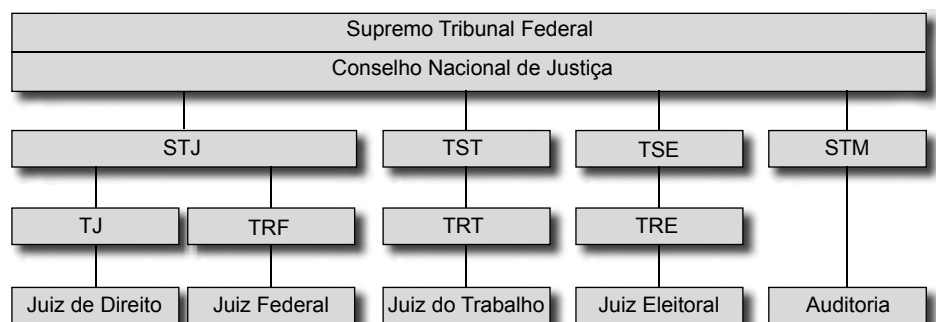 Supremo Tribunal Federal
Conselho Nacional de Justiça
STJ
TST
TSE
STM
TJ
TRF
TRT
TRE
Juiz de Direito
Juiz Federal
Juiz do Trabalho
Juiz Eleitoral
Auditoria